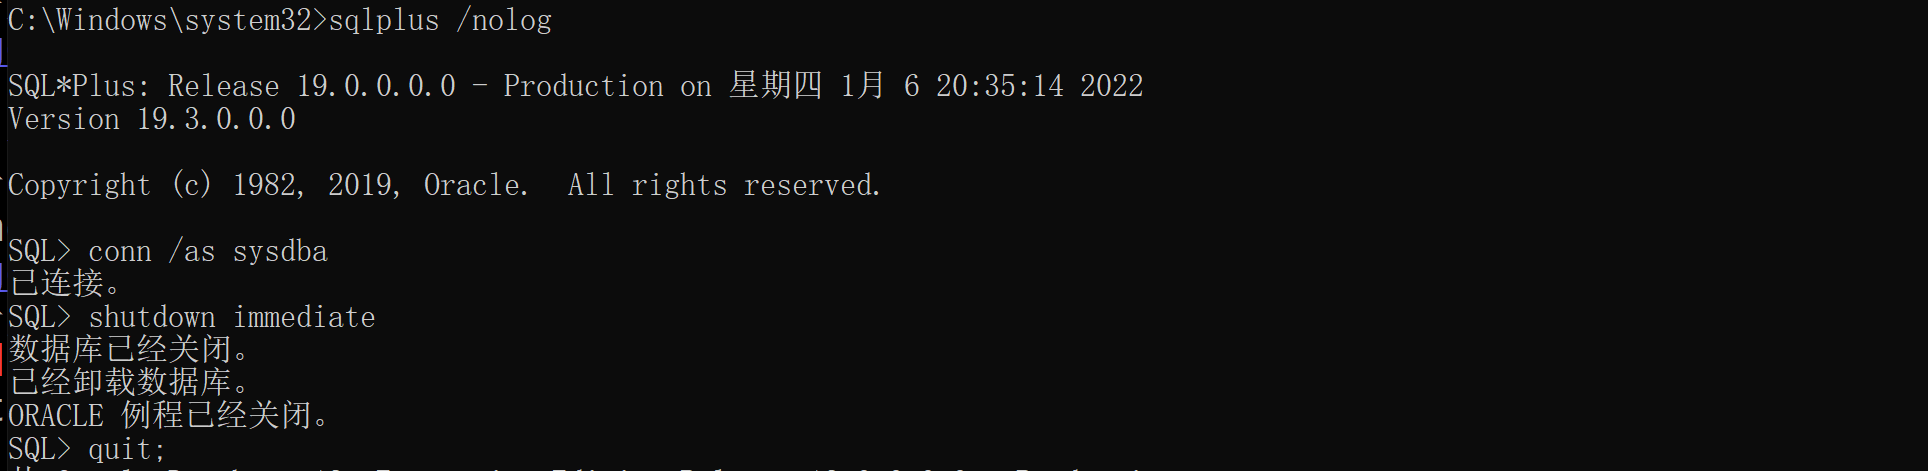 C:\Windows\system32>sqlplus /nolog
SQL*Plus: Release 19.0.0.0.0 - Production on 星期四 1月 6 20:35:14 2022
Version 19.3.0.0.0
Copyright (c) 1982, 2019, Oracle.  All rights reserved.
SQL> conn /as sysdba
已连接。
SQL> shutdown immediate
数据库已经关闭。
已经卸载数据库。
ORACLE 例程已经关闭。
SQL> quit;